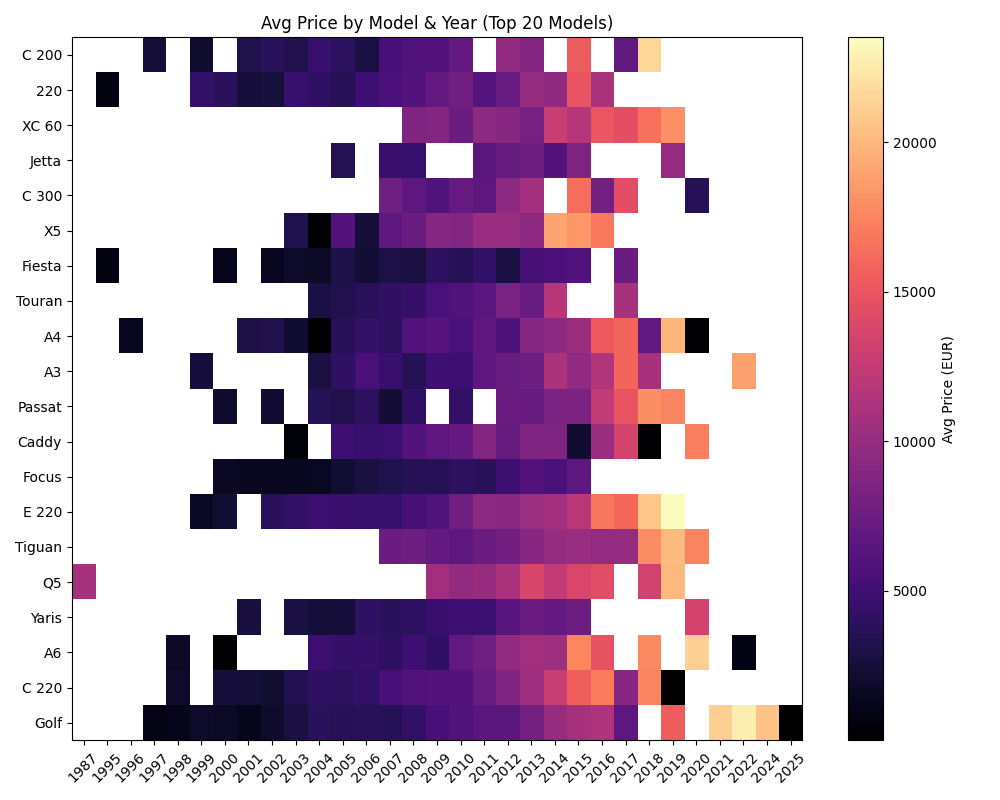 Avg Price by Model & Year (Top 20 Models)
C 200
220
XC 60
Jetta
C 300
X5
Fiesta
Touran
A4
A3
Passat
Caddy
Focus
E 220
Tiguan
Q5
Yaris
A6
C 220
Golf
1987 1995 1996 1997 1998 1999 2000 2001 2002 2003 2004 2005 2006 2007 2008 2009 2010 2011 2012 2013 2014 2015 2016 2017 2018 2019 2020 2021 2022 2024 2025
20000
15000
10000
5000
Avg Price (EUR)